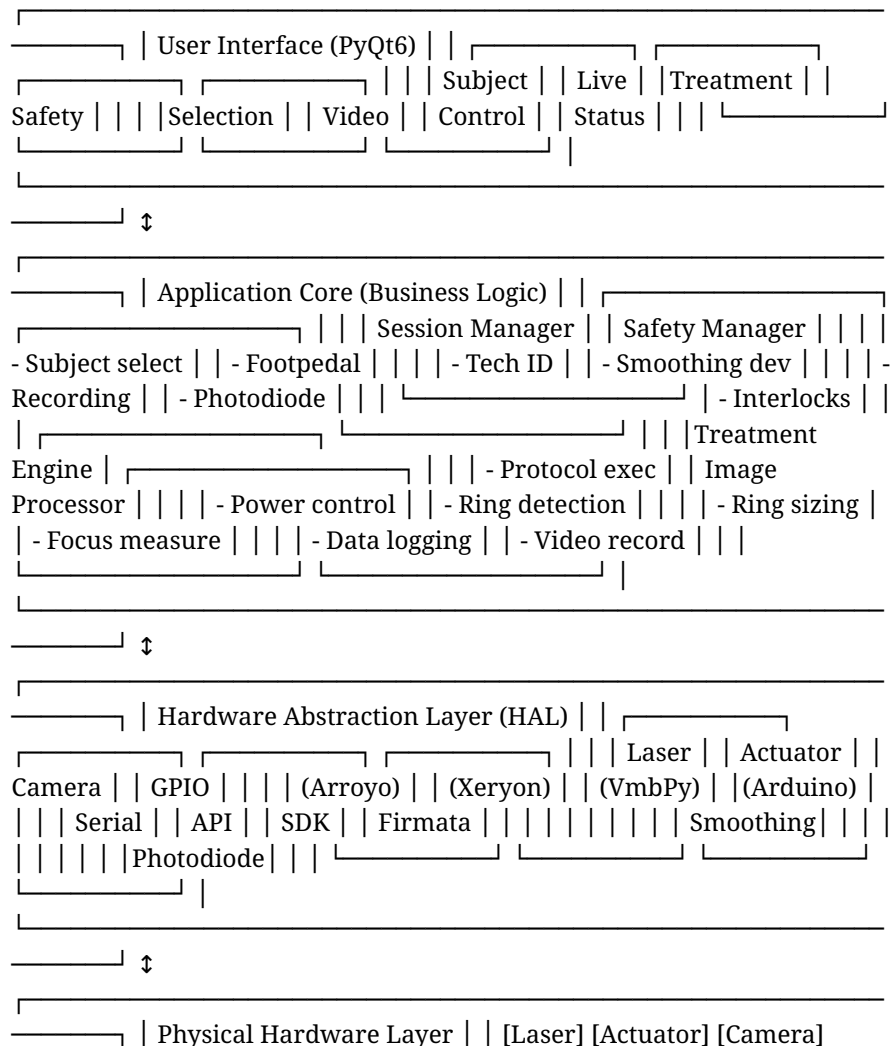 ┌─────────────────────────────────────────────────────
───────┐ │ User Interface (PyQt6) │ │ ┌──────────┐ ┌──────────┐
┌──────────┐ ┌──────────┐ │ │ │ Subject │ │ Live │ │Treatment │ │
Safety │ │ │ │Selection │ │ Video │ │ Control │ │ Status │ │ │ └──────────┘
└──────────┘ └──────────┘ └──────────┘ │
└─────────────────────────────────────────────────────
───────┘ ↕
┌─────────────────────────────────────────────────────
───────┐ │ Application Core (Business Logic) │ │ ┌─────────────────┐
┌─────────────────┐ │ │ │ Session Manager │ │ Safety Manager │ │ │ │
- Subject select │ │ - Footpedal │ │ │ │ - Tech ID │ │ - Smoothing dev │ │ │ │ -
Recording │ │ - Photodiode │ │ │ └─────────────────┘ │ - Interlocks │ │
│ ┌─────────────────┐ └─────────────────┘ │ │ │Treatment
Engine │ ┌─────────────────┐ │ │ │ - Protocol exec │ │ Image
Processor │ │ │ │ - Power control │ │ - Ring detection │ │ │ │ - Ring sizing │
│ - Focus measure │ │ │ │ - Data logging │ │ - Video record │ │ │
└─────────────────┘ └─────────────────┘ │
└─────────────────────────────────────────────────────
───────┘ ↕
┌─────────────────────────────────────────────────────
───────┐ │ Hardware Abstraction Layer (HAL) │ │ ┌──────────┐
┌──────────┐ ┌──────────┐ ┌──────────┐ │ │ │ Laser │ │ Actuator │ │
Camera │ │ GPIO │ │ │ │ (Arroyo) │ │ (Xeryon) │ │ (VmbPy) │ │(Arduino) │
│ │ │ Serial │ │ API │ │ SDK │ │ Firmata │ │ │ │ │ │ │ │ │ │ Smoothing│ │ │ │
│ │ │ │ │ │Photodiode│ │ │ └──────────┘ └──────────┘ └──────────┘
└──────────┘ │
└─────────────────────────────────────────────────────
───────┘ ↕
┌─────────────────────────────────────────────────────
───────┐ │ Physical Hardware Layer │ │ [Laser] [Actuator] [Camera]